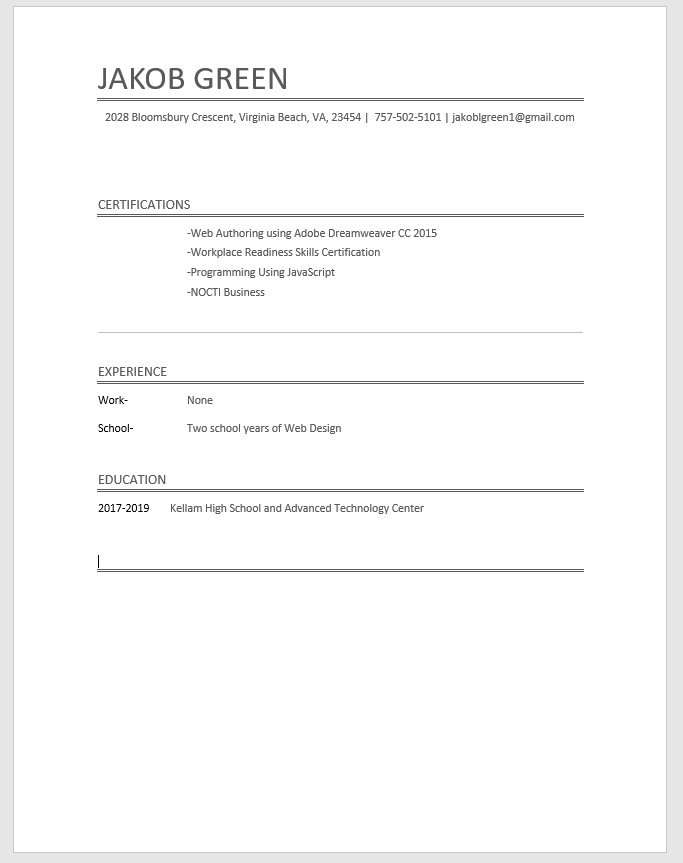 JAKOB GREEN
2028 Bloomsbury Crescent, Virginia Beach, VA, 23454 | 757-502-5101 | jakoblgreen1@gmail.com
CERTIFICATIONS
-Web Authoring using Adobe Dreamweaver CC 2015
-Workplace Readiness Skills Certification
-Programming Using JavaScript
-NOCTI Business
EXPERIENCE
Work- None
School- Two school years of Web Design
EDUCATION
2017-2019 Kellam High School and Advanced Technology Center